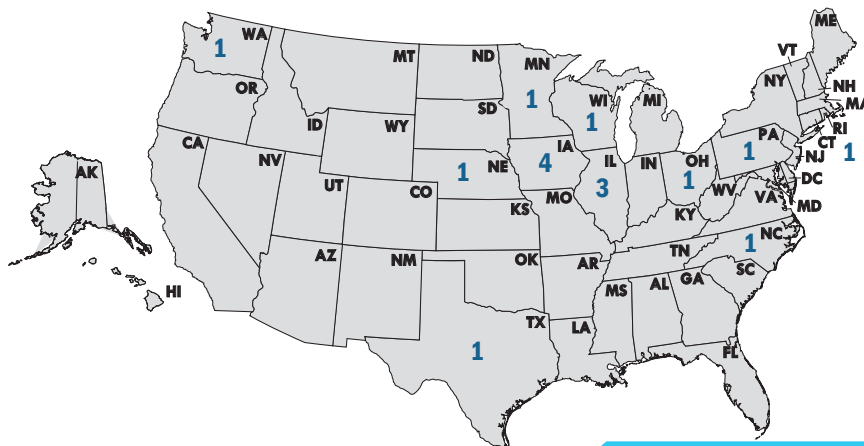 ME
WA
1
MT
ND
MN
1
VT
NH
NY
MA
OR
ID
SD
WI
1
MI
RI
CT
1
WY
IA
4
PA
1
NJ
CA
NV
NE
1
IL
3
IN
OH
1
DC
AK
UT
CO
KS
MO
WV
VA
MD
KY
NC
1
AZ
NM
OK
AR
TN
SC
HI
MS
AL
GA
TX
1
LA
FL